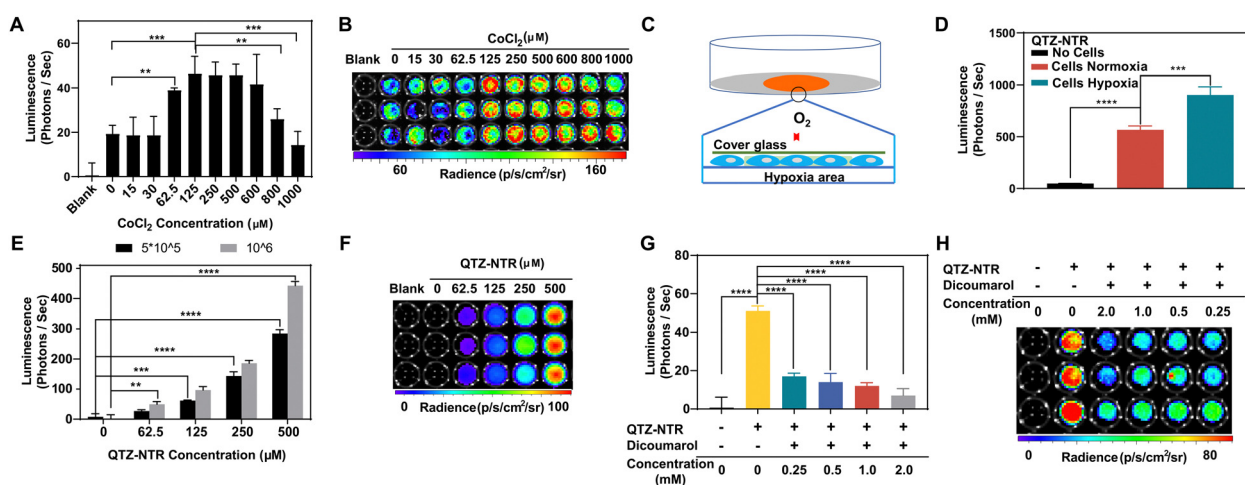 A
Luminescence
(Photons / Sec)
60
40
20
0
***
***
**
**
Blank
0
15
30
62.5
125
250
500
600
800
1000
CoCl2 Concentration (μM)
B
CoCl2(μM)
Blank 0 15 30 62.5 125 250 500 600 800 1000
60 160
Radience (p/s/cm²/sr)
C
O2
Cover glass
Hypoxia area
D
QTZ-NTR
No Cells
Cells Normoxia
Cells Hypoxia
Luminescence
(Photons / Sec)
1500
1000
500
0
***
****
E
5*10^5 10^6
Luminescence
(Photons / Sec)
500
400
300
200
100
0
****
****
****
***
**
0 62.5 125 250 500
QTZ-NTR Concentration (μM)
F
QTZ-NTR (μM)
Blank 0 62.5 125 250 500
0 Radience(p/s/cm²/sr) 100
G
Luminescence
(Photons / Sec)
80
60
40
20
0
****
****
****
**** ****
QTZ-NTR - + + + + +
Dicoumarol - - + + + +
Concentration 0 0 0.25 0.5 1.0 2.0
(mM)
H
QTZ-NTR - + + + + +
Dicoumarol - - + + + +
Concentration 0 0 2.0 1.0 0.5 0.25
(mM)
0 Radience (p/s/cm²/sr) 80